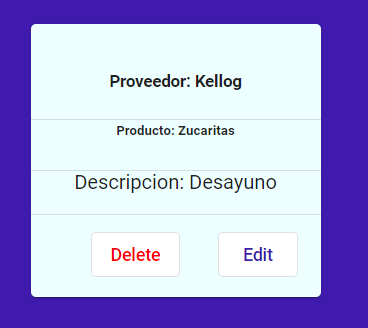 Proveedor: Kellog
Producto: Zucaritas
Descripcion: Desayuno
Delete Edit